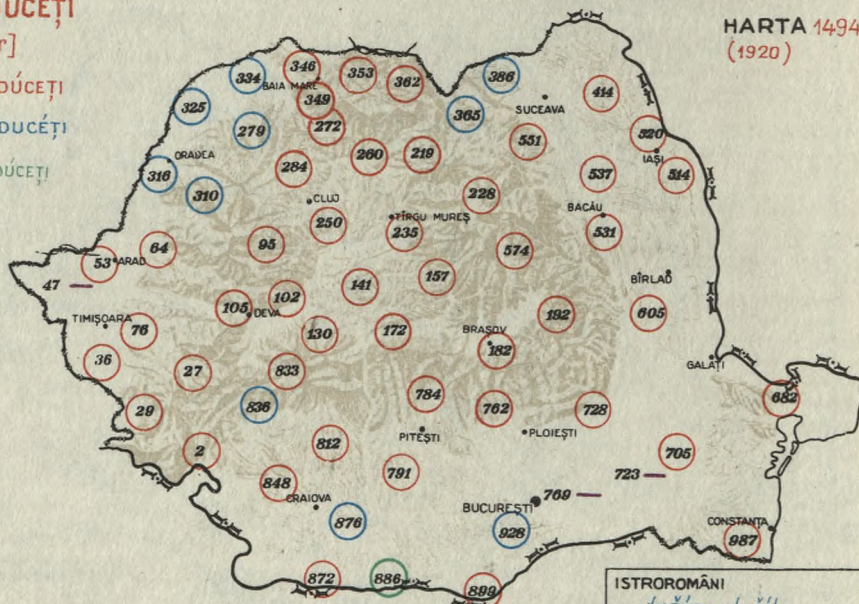 DUCEȚI
r]
DÚCEȚI
DUCÉȚI
DÚCEȚI
HARTA 1494
(1920)
334 346 353 362 386
BAIA MARE
325 349 365 SUCEAVA 414
279 272 551 520
ORADEA IAȘI
316 284 260 219 537 514
310 228
CLUJ BACĂU
250 TÎRGU MUREȘ
235 531
64 95 574
53 ARAD
47 157 BÎRLAD
105 102 141
DEVA 192 605
TIMIȘOARA
76 130 172 BRAȘOV
182
36 27 833 GALAȚI
29 836 784 762 728 682
PITEȘTI PLOIEȘTI
2 812 791 705
848 723
CRAIOVA 769
876 BUCUREȘTI
928 CONSTANȚA
987
872 886 899
ISTROROMÂNI